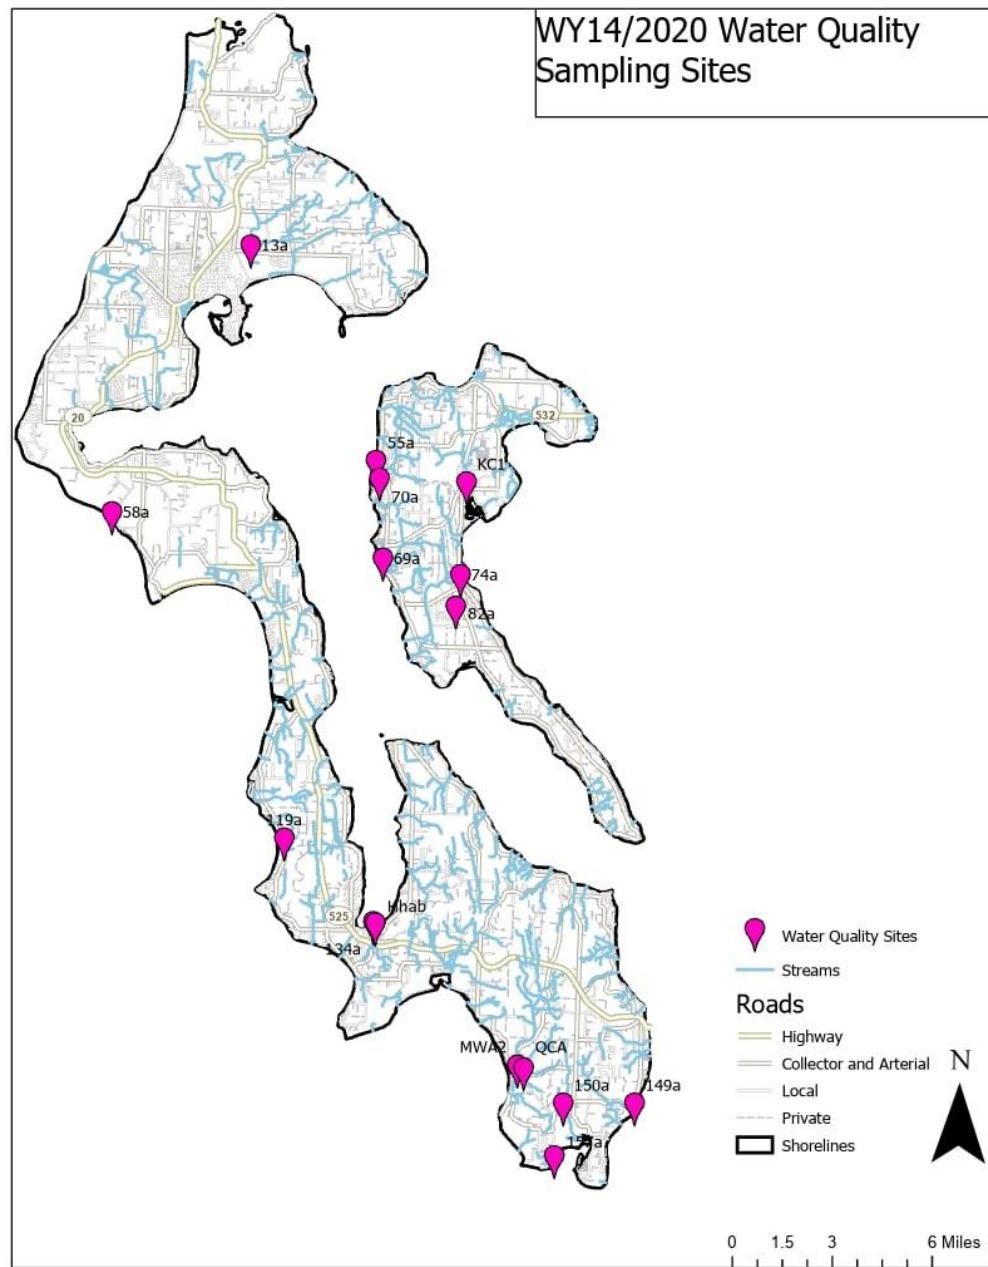 WY14/2020 Water Quality
Sampling Sites
13a
20
532
55a
KC1
70a
58a
69a
74a
82a
119a
525
Hhab
134a
MWA2
QCA
150a
149a
Water Quality Sites
Streams
Roads
Highway
Collector and Arterial
Local
Private
Shorelines
N
0 1.5 3 6 Miles